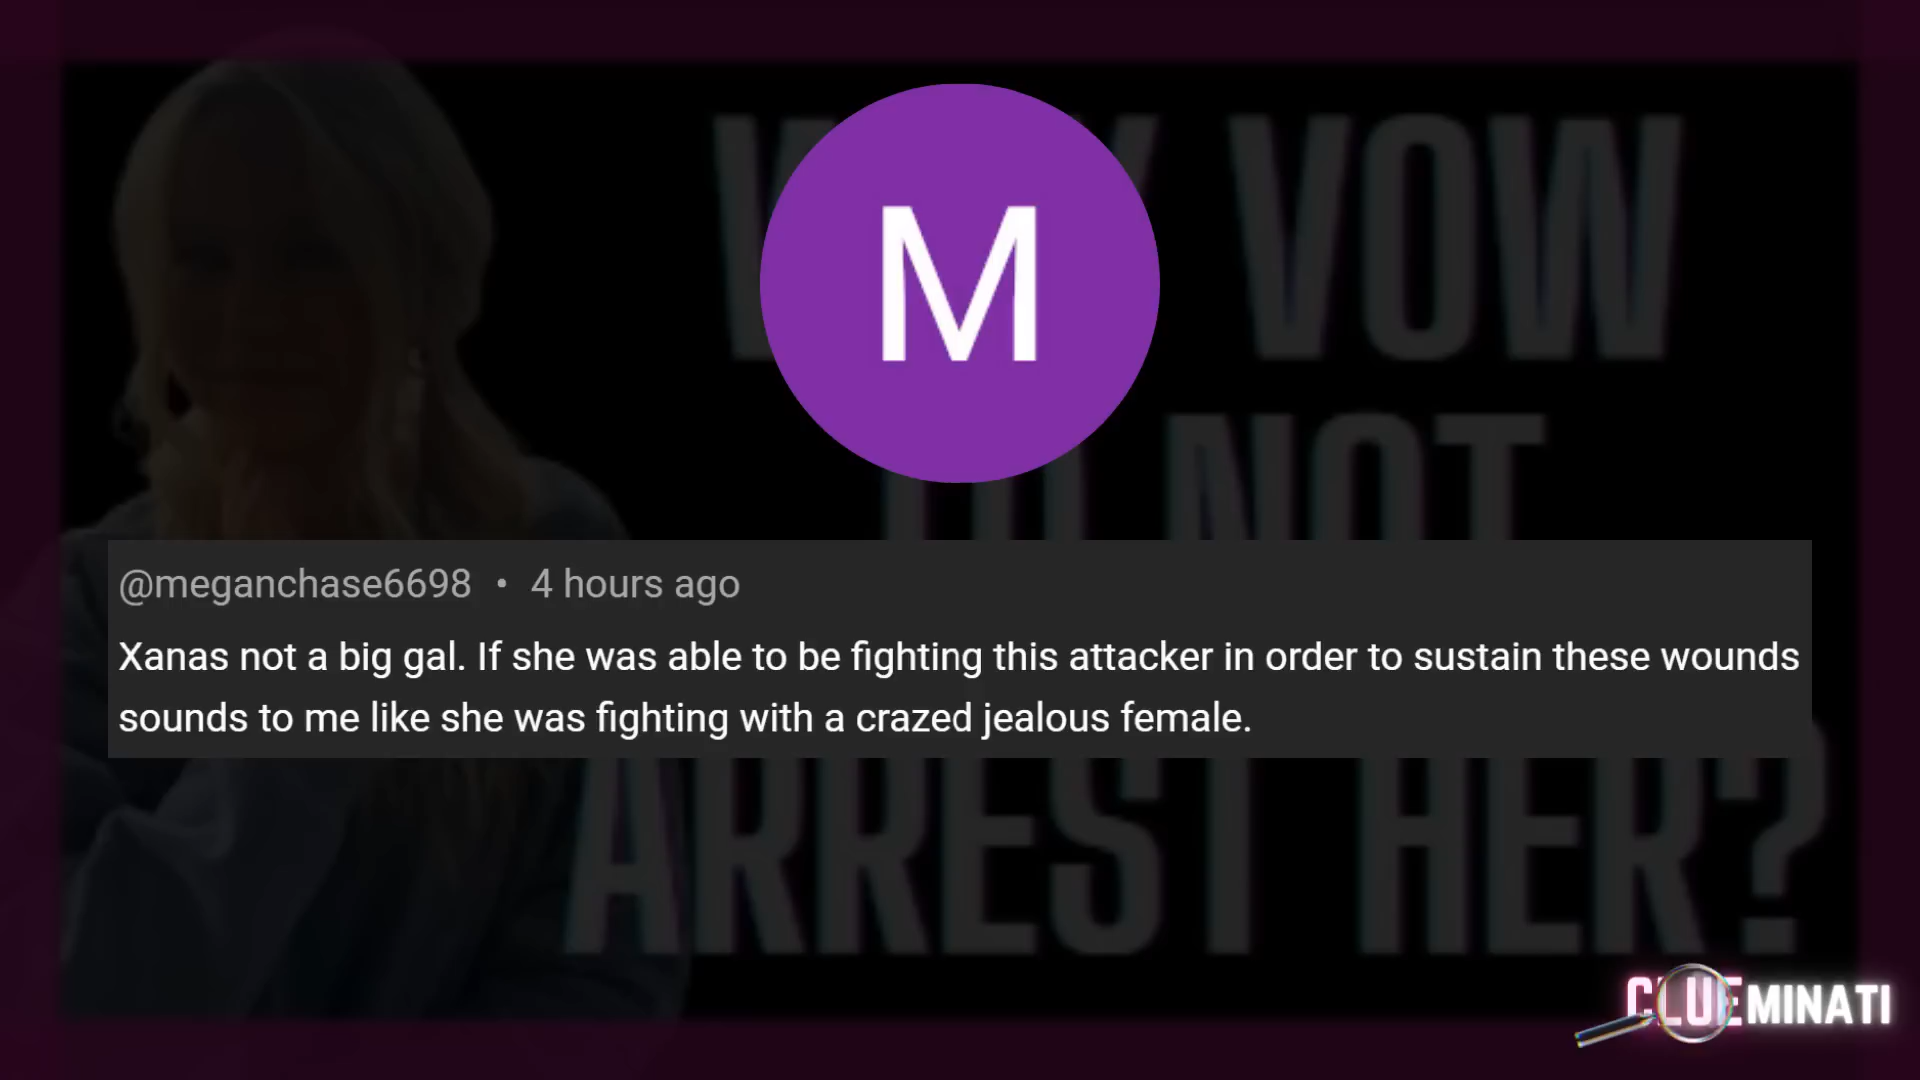 VOW
M
NOT
@meganchase6698 • 4 hours ago
Xanas not a big gal. If she was able to be fighting this attacker in order to sustain these wounds
sounds to me like she was fighting with a crazed jealous female.
ARREST HER?
CLUEMINATI